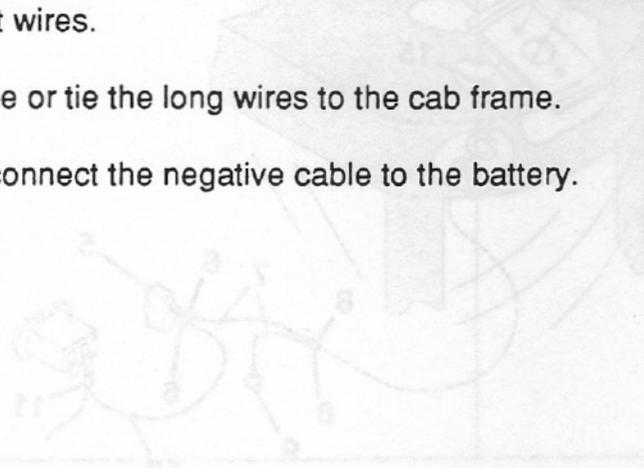 t wires.
e or tie the long wires to the cab frame.
connect the negative cable to the battery.